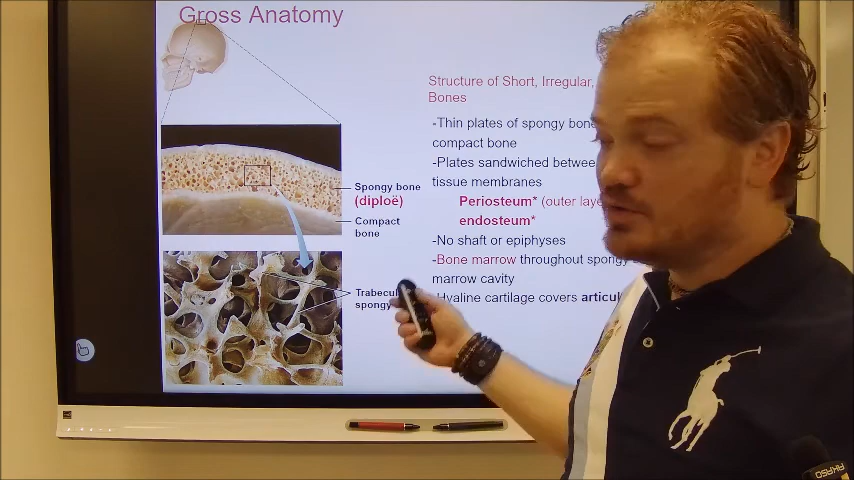 Gross Anatomy
Structure of Short, Irregular,
Bones
-Thin plates of spongy bone
compact bone
-Plates sandwiched betwee
tissue membranes
Periosteum* (outer laye
endosteum*
-No shaft or epiphyses
-Bone marrow throughout spongy
marrow cavity
-Hyaline cartilage covers articul
Spongy bone
(diploë)
Compact
bone
Trabecul
spongy
AKASO